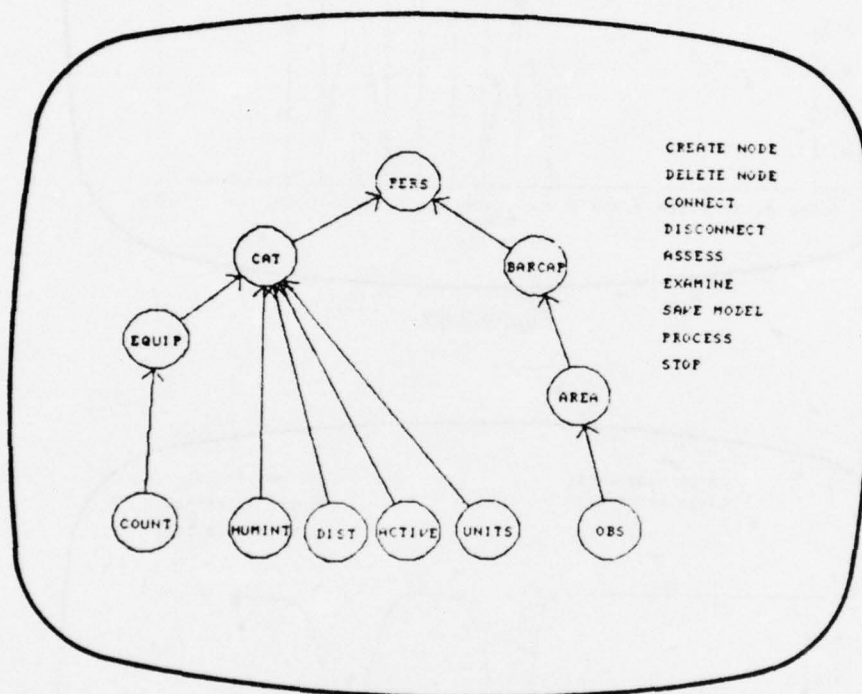 PERS
CAT
BARCAP
EQUIP
AREA
COUNT
HUMINT
DIST
ACTIVE
UNITS
OBS
CREATE NODE
DELETE NODE
CONNECT
DISCONNECT
ASSESS
EXAMINE
SAVE MODEL
PROCESS
STOP